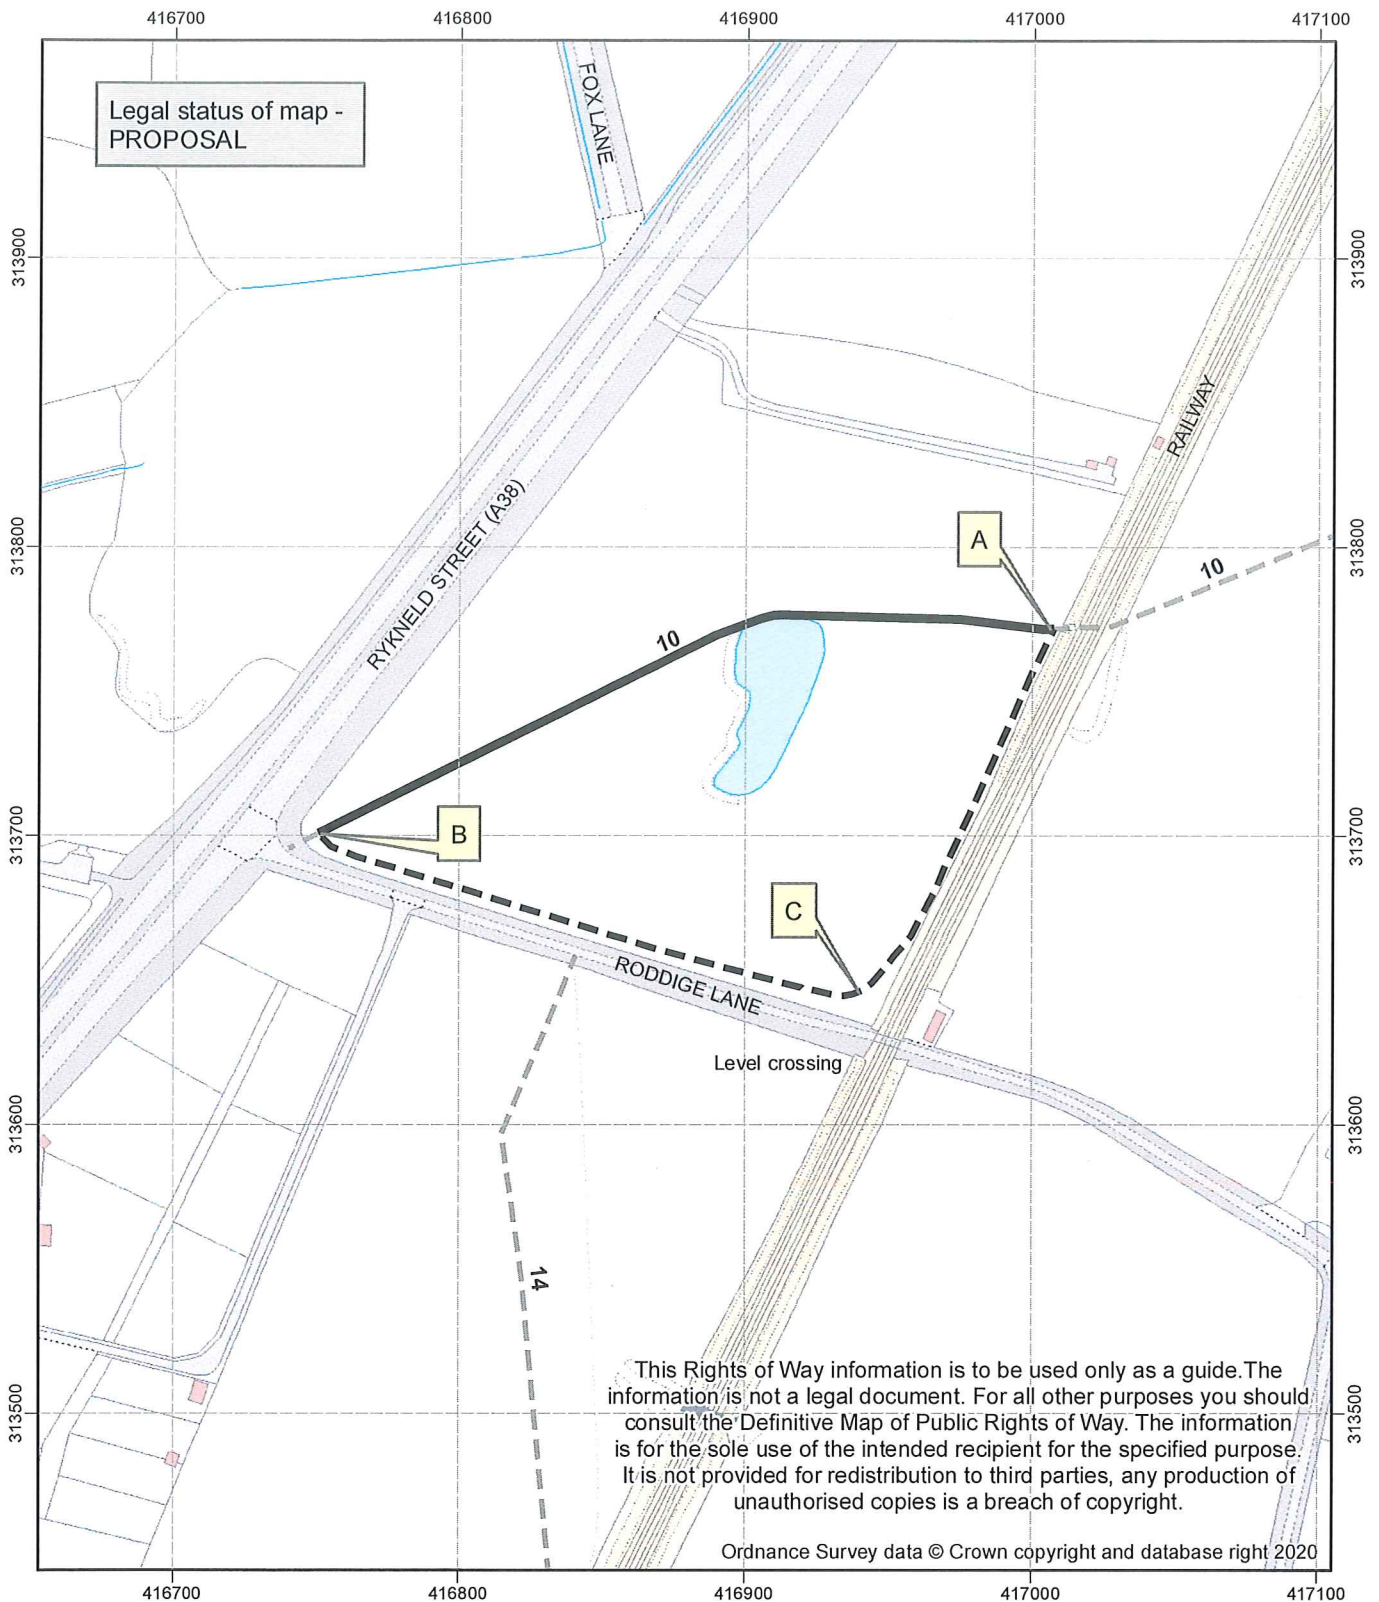 416700 416800 416900 417000 417100
Legal status of map -
PROPOSAL
FOX LANE
313900
313900
RAILWAY
RYKNELD STREET (A38)
A
313800
313800
10
10
B
313700
313700
C
RODDIGE LANE
Level crossing
313600
313600
14
This Rights of Way information is to be used only as a guide.The
information is not a legal document. For all other purposes you should
consult the Definitive Map of Public Rights of Way. The information
is for the sole use of the intended recipient for the specified purpose.
It is not provided for redistribution to third parties, any production of
unauthorised copies is a breach of copyright.
313500
313500
Ordnance Survey data © Crown copyright and database right 2020
416700 416800 416900 417000 417100